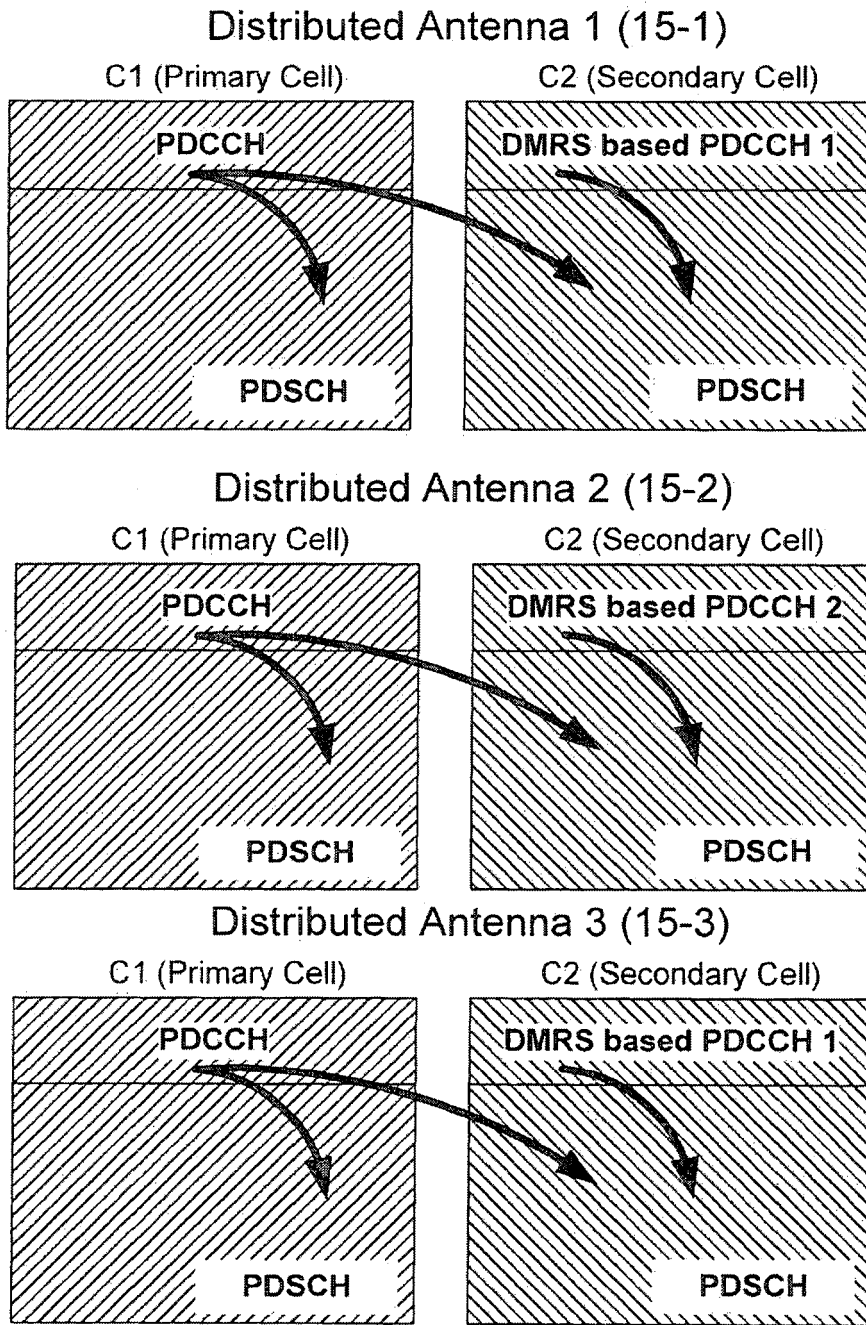 Distributed Antenna 1 (15-1)
C1 (Primary Cell) C2 (Secondary Cell)
PDCCH DMRS based PDCCH 1
PDSCH PDSCH
Distributed Antenna 2 (15-2)
C1 (Primary Cell) C2 (Secondary Cell)
PDCCH DMRS based PDCCH 2
PDSCH PDSCH
Distributed Antenna 3 (15-3)
C1 (Primary Cell) C2 (Secondary Cell)
PDCCH DMRS based PDCCH 1
PDSCH PDSCH